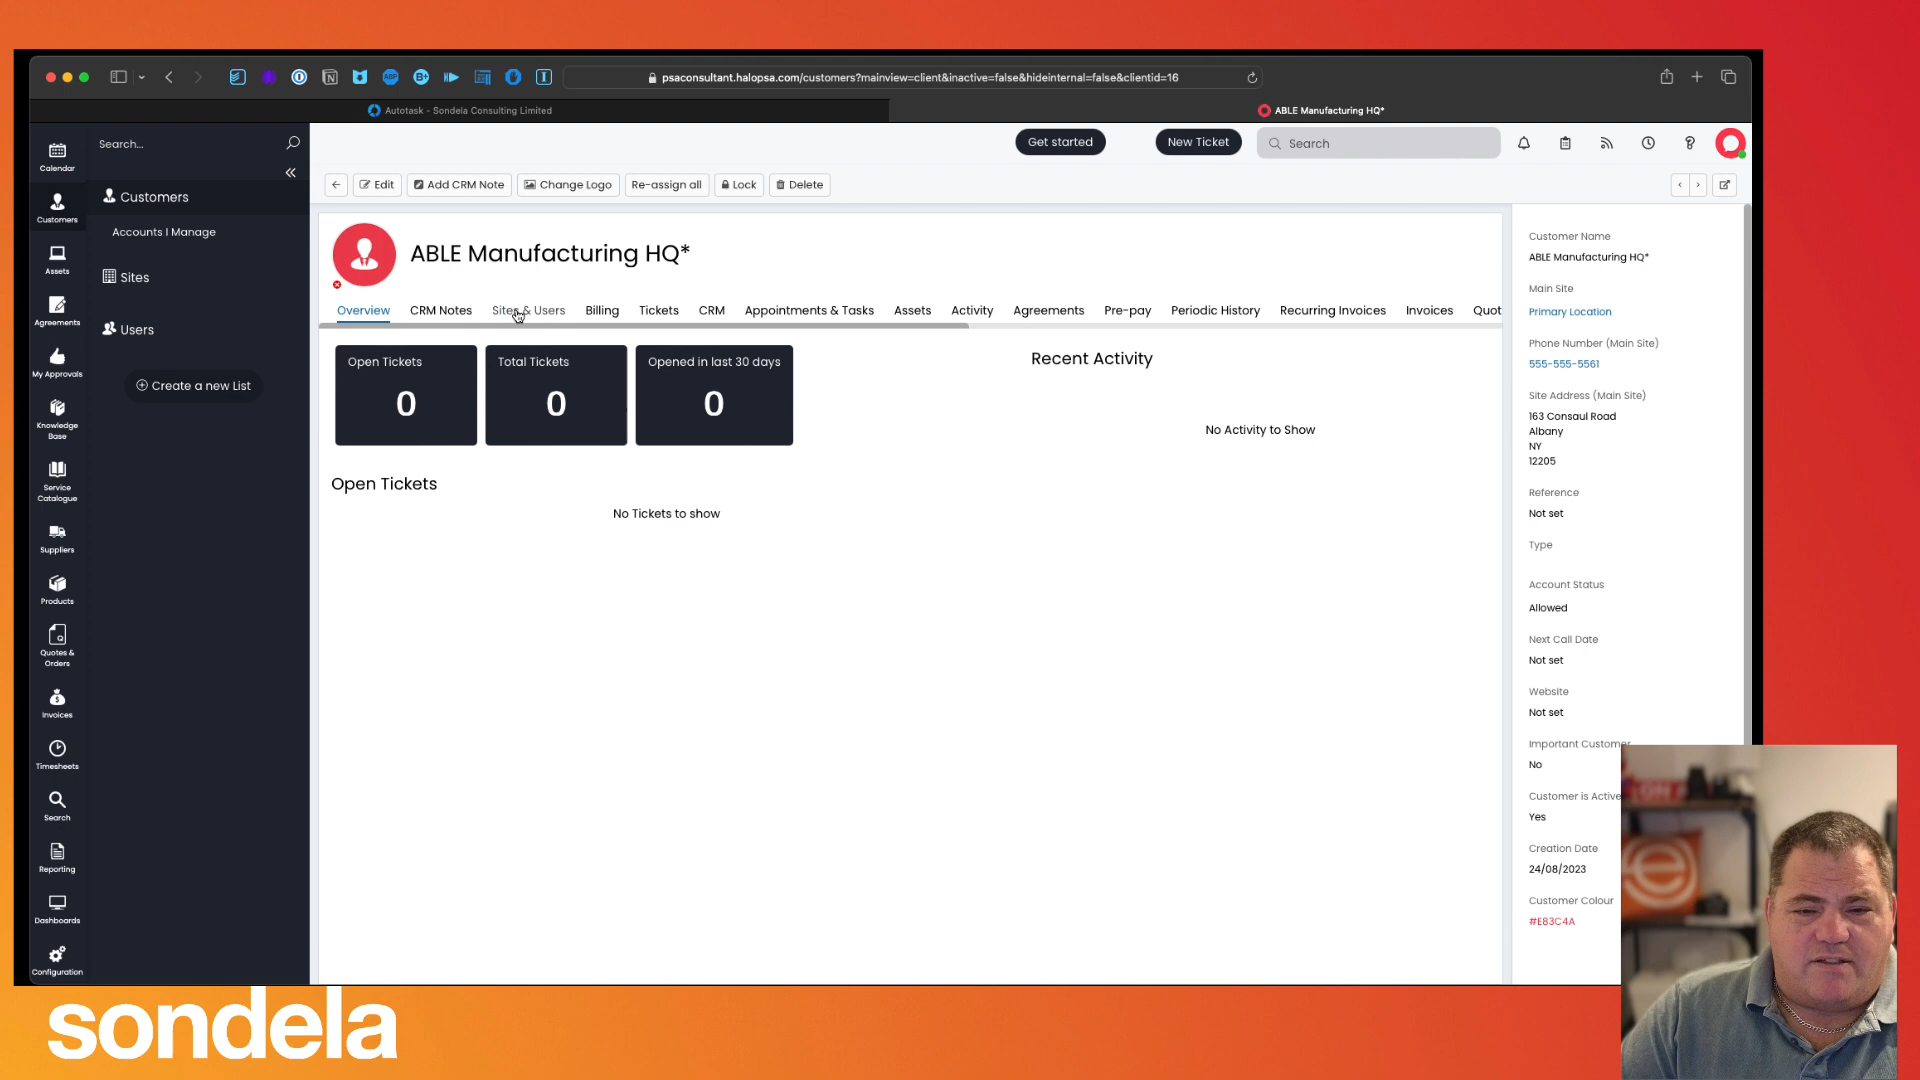 psaconsultant.halopsa.com/customers?mainview=client&inactive=false&hideinternal=false&clientid=16
Autotask - Sondela Consulting Limited
ABLE Manufacturing HQ*
Calendar
Customers
Assets
Agreements
My Approvals
Knowledge
Base
Service
Catalogue
Suppliers
Products
Quotes &
Orders
Invoices
Timesheets
Search
Reporting
Dashboards
Configuration
Search...
Customers
Accounts I Manage
Sites
Users
Create a new List
Get started
New Ticket
Search
Edit
Add CRM Note
Change Logo
Re-assign all
Lock
Delete
ABLE Manufacturing HQ*
Overview CRM Notes Sites & Users Billing Tickets CRM Appointments & Tasks Assets Activity Agreements Pre-pay Periodic History Recurring Invoices Invoices Quot
Open Tickets
0
Total Tickets
0
Opened in last 30 days
0
Recent Activity
No Activity to Show
Open Tickets
No Tickets to show
Customer Name
ABLE Manufacturing HQ*
Main Site
Primary Location
Phone Number (Main Site)
555-555-5561
Site Address (Main Site)
163 Consaul Road
Albany
NY
12205
Reference
Not set
Type
Account Status
Allowed
Next Call Date
Not set
Website
Not set
Important Customer
No
Customer is Active
Yes
Creation Date
24/08/2023
Customer Colour
#E83C4A
sondela